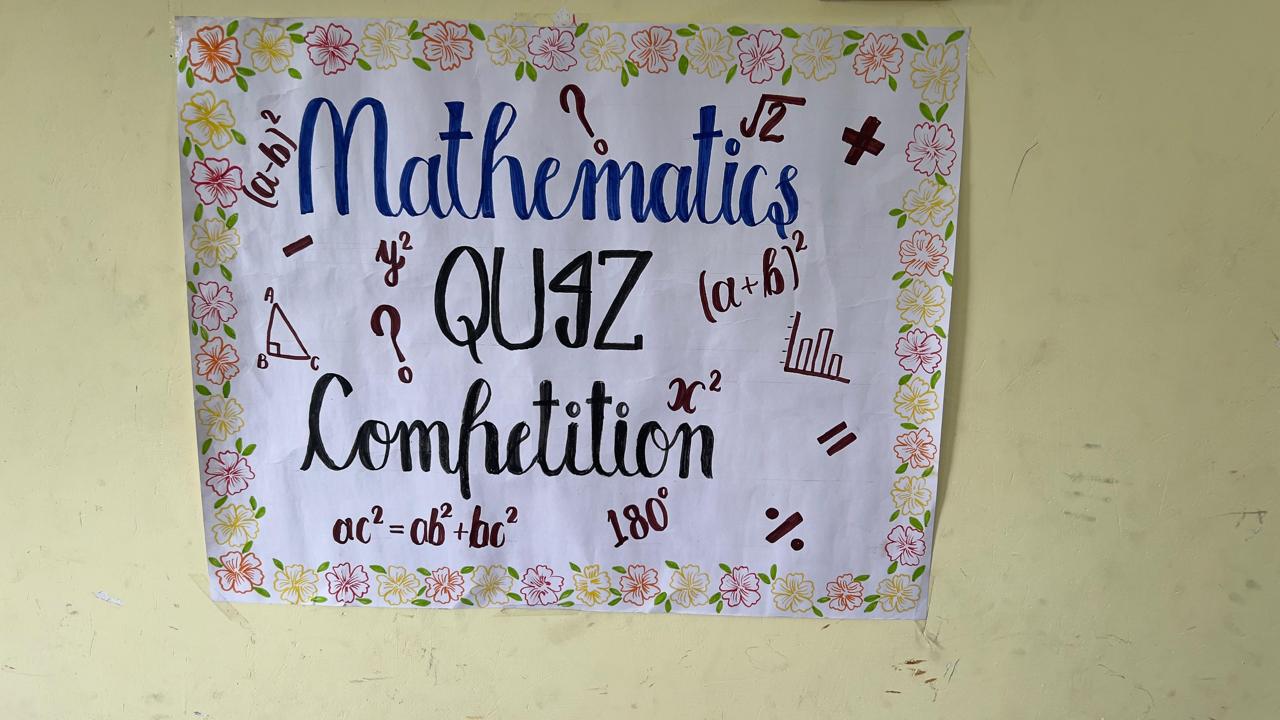 (a-b)²
Mathematics
?
√2
+
-
y²
QUIZ
(a+b)²
A
B
C
?
Competition
x²
=
ac² = ab² + bc²
180°
%